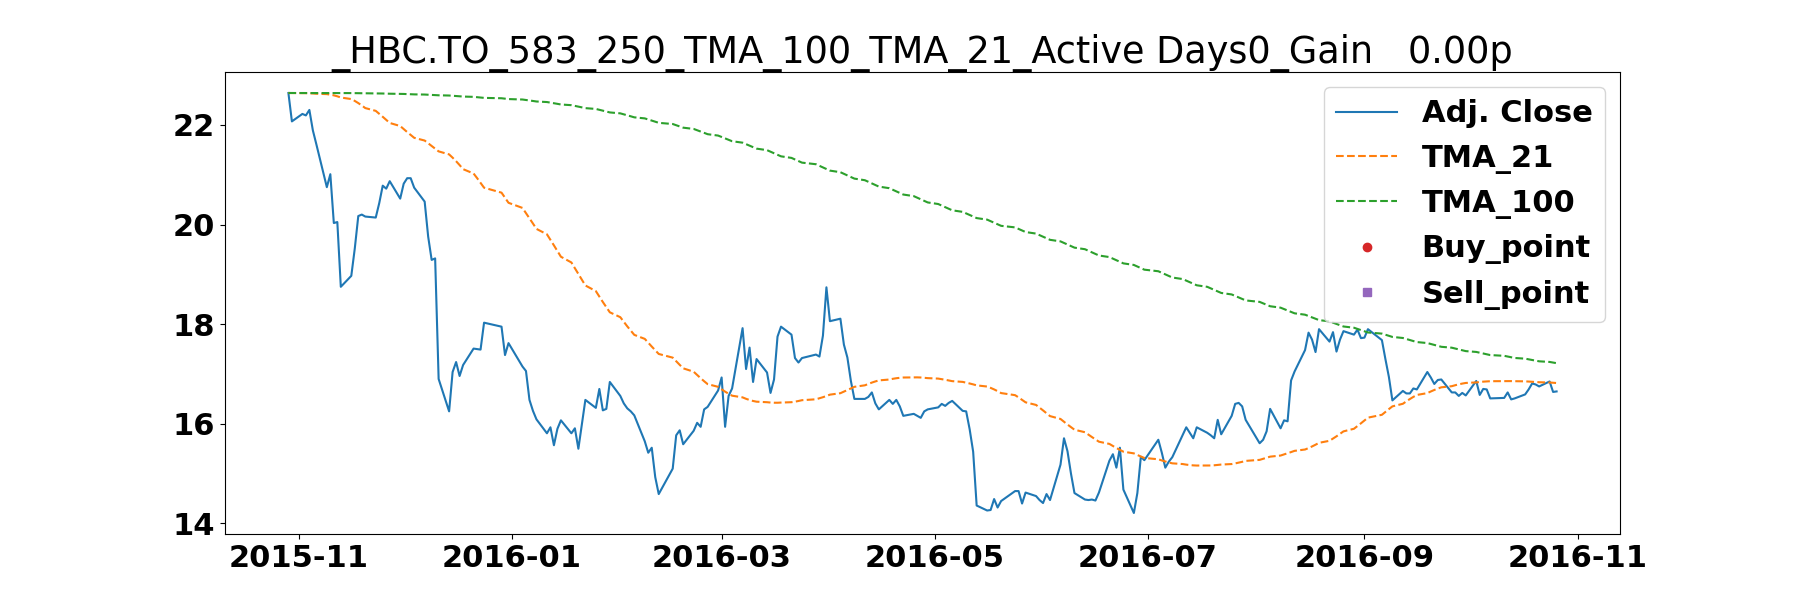 _HBC.TO_583_250_TMA_100_TMA_21_Active Days0_Gain   0.00p
22
20
18
16
14
Adj. Close
TMA_21
TMA_100
Buy_point
Sell_point
2015-11 2016-01 2016-03 2016-05 2016-07 2016-09 2016-11